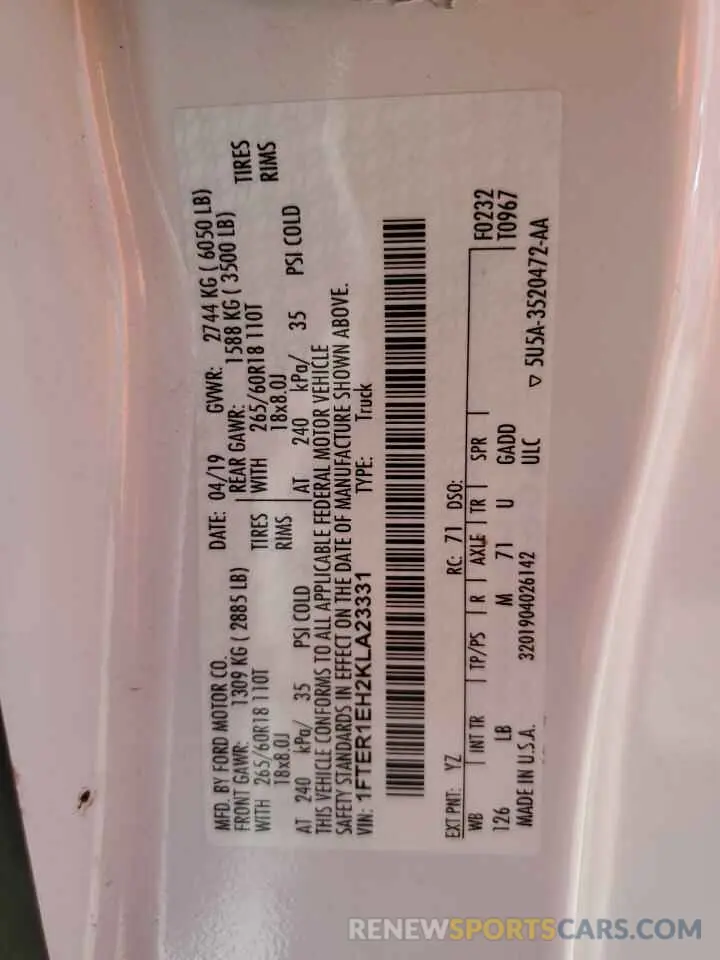 MFD. BY FORD MOTOR CO.
DATE: 04/19 GVWR: 2744 KG ( 6050 LB)
FRONT GAWR: 1309 KG ( 2885 LB)
REAR GAWR: 1588 KG ( 3500 LB)
WITH 265/60R18 110T TIRES
WITH 265/60R18 110T TIRES
18x8.0J RIMS
18x8.0J RIMS
AT 240 kPa/ 35 PSI COLD
AT 240 kPa/ 35 PSI COLD
THIS VEHICLE CONFORMS TO ALL APPLICABLE FEDERAL MOTOR VEHICLE
SAFETY STANDARDS IN EFFECT ON THE DATE OF MANUFACTURE SHOWN ABOVE.
VIN: 1FTER1EH2KLA23331 TYPE: Truck
EXT PNT: YZ RC: 71 DSO: F0232
WB INT TR TP/PS R AXLE TR SPR T0967
126 LB M 71 U GADD
MADE IN U.S.A. 3201904026142 ULC ▽ 5U5A-3520472-AA
RENEWSPORTSCARS.COM